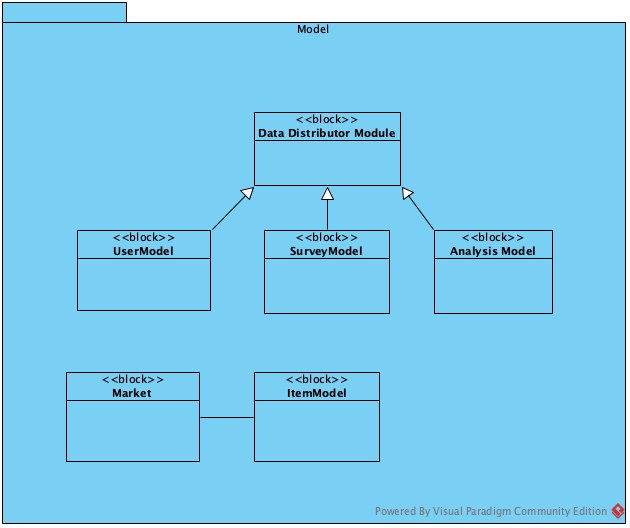 Model
<<block>>
Data Distributor Module
<<block>>
UserModel
<<block>>
SurveyModel
<<block>>
Analysis Model
<<block>>
Market
<<block>>
ItemModel
Powered By Visual Paradigm Community Edition